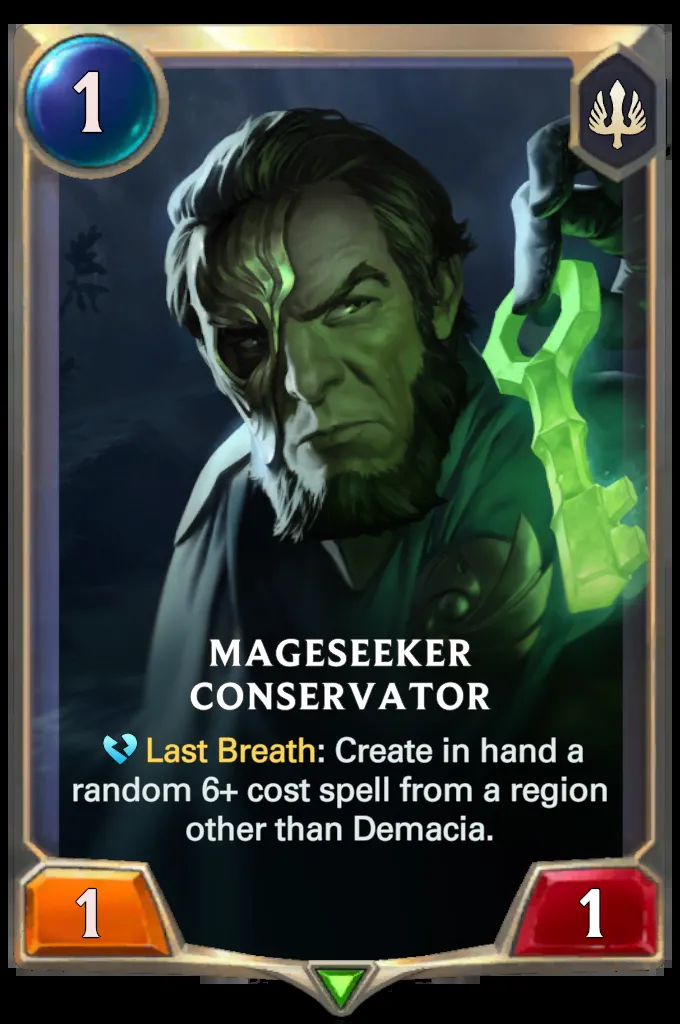 1
MAGESEEKER
CONSERVATOR
Last Breath: Create in hand a
random 6+ cost spell from a region
other than Demacia.
1
1